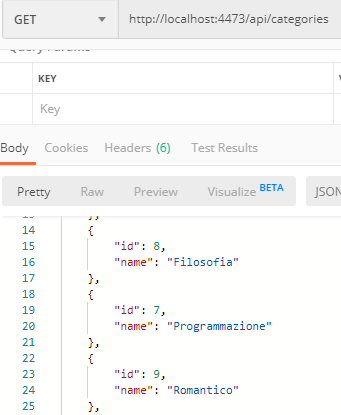 GET http://localhost:4473/api/categories
KEY
Key
Body Cookies Headers (6) Test Results
Pretty Raw Preview Visualize BETA JSON
14 {
15 "id": 8,
16 "name": "Filosofia"
17 },
18 {
19 "id": 7,
20 "name": "Programmazione"
21 },
22 {
23 "id": 9,
24 "name": "Romantico"
25 },